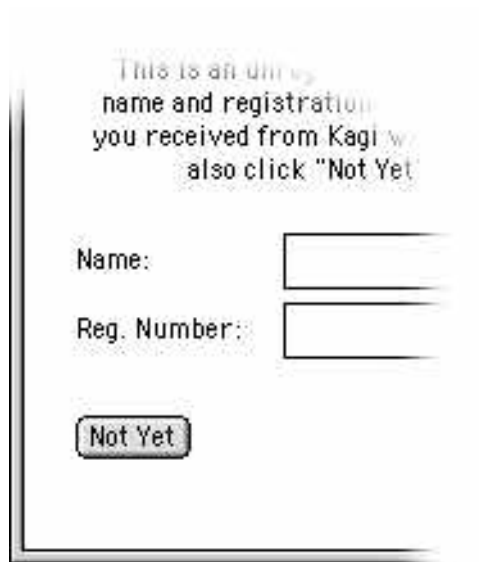 This is an
name and registration
you received from Kagi
also click "Not Yet
Name:
Reg. Number:
Not Yet